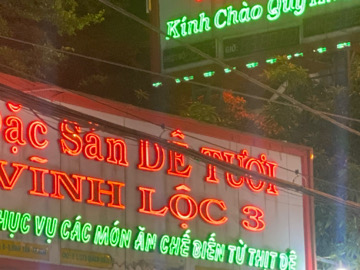 Kính Chào Quý
ặc Sản DÊ TƯƠI
VĨNH LỘC 3
HỤC VỤ CÁC MÓN ĂN CHẾ BIẾN TỪ THỊT DÊ